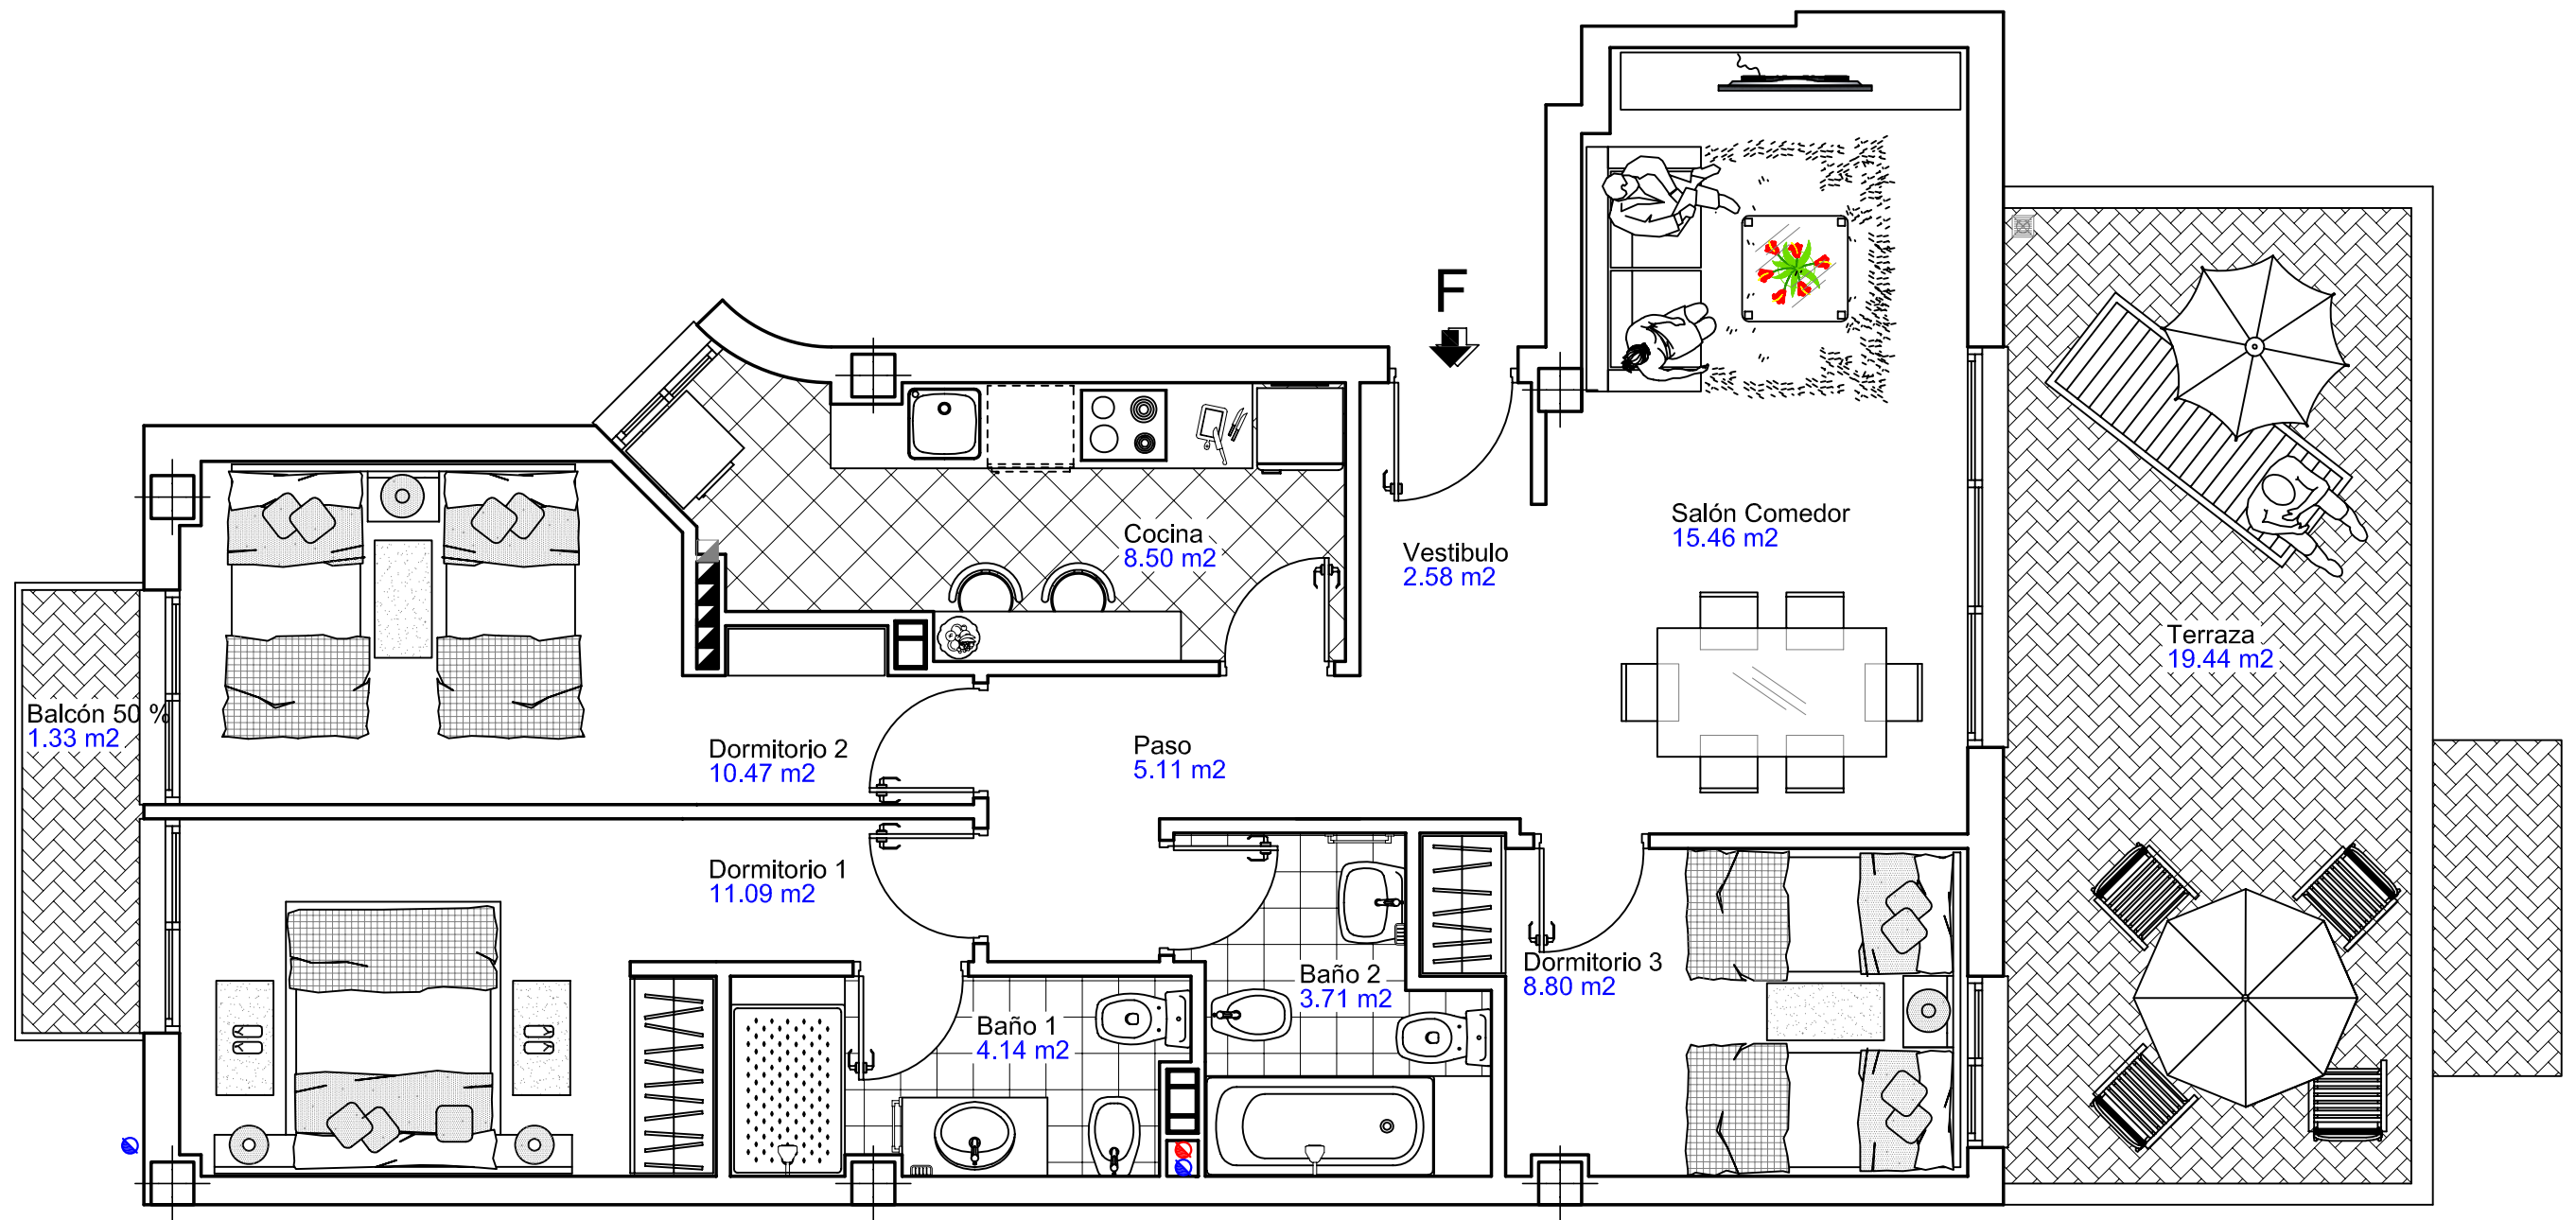 F
Cocina
8.50 m2
Vestibulo
2.58 m2
Salón Comedor
15.46 m2
Terraza
19.44 m2
Balcón 50 %
1.33 m2
Dormitorio 2
10.47 m2
Paso
5.11 m2
Dormitorio 1
11.09 m2
Baño 1
4.14 m2
Baño 2
3.71 m2
Dormitorio 3
8.80 m2